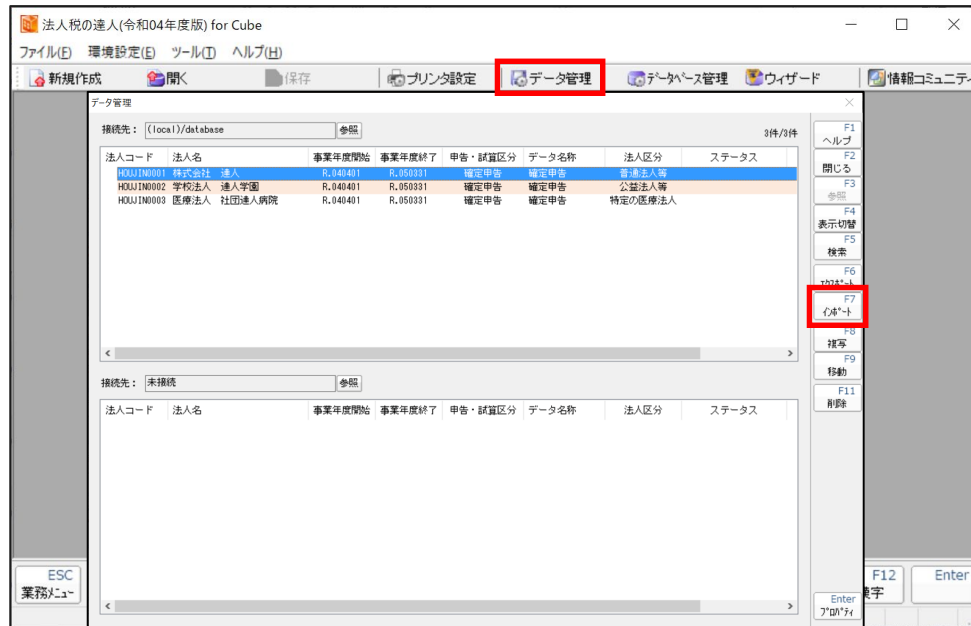 法人税の達人(令和04年度版) for Cube
ファイル(F) 環境設定(E) ツール(T) ヘルプ(H)
新規作成 開く 保存 プリンタ設定 データ管理 データベース管理 ウィザード 情報コミュニティ
データ管理
接続先： (local)/database 参照 3件/3件
法人コード 法人名 事業年度開始 事業年度終了 申告・試算区分 データ名称 法人区分 ステータス
HOUJIN0001 株式会社 達人 R.040401 R.050331 確定申告 確定申告 普通法人等
HOUJIN0002 学校法人 達人学園 R.040401 R.050331 確定申告 確定申告 公益法人等
HOUJIN0003 医療法人 社団達人病院 R.040401 R.050331 確定申告 確定申告 特定の医療法人
F1
ヘルプ
F2
閉じる
F3
参照
F4
表示切替
F5
検索
F6
エクスポート
F7
インポート
F8
複写
F9
移動
F11
削除
接続先： 未接続 参照
法人コード 法人名 事業年度開始 事業年度終了 申告・試算区分 データ名称 法人区分 ステータス
Enter
プロパティ
ESC
業務メニュー
F12
漢字
Enter